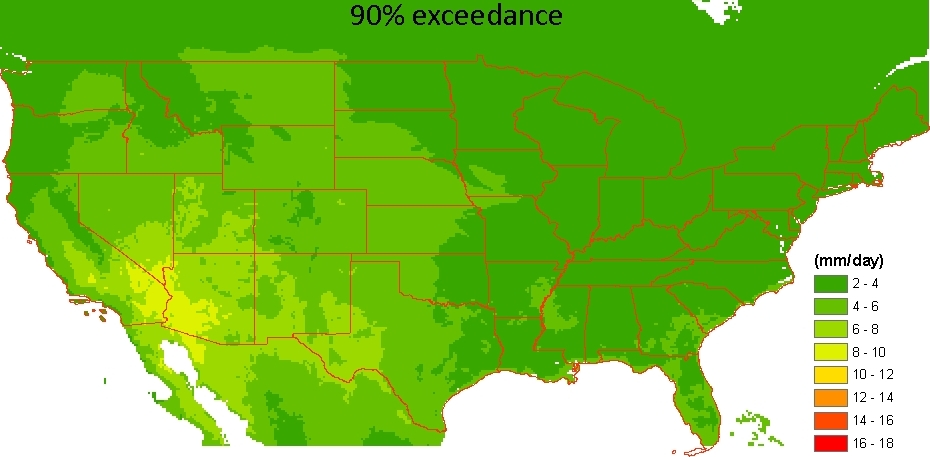 90% exceedance
(mm/day)
2 - 4
4 - 6
6 - 8
8 - 10
10 - 12
12 - 14
14 - 16
16 - 18